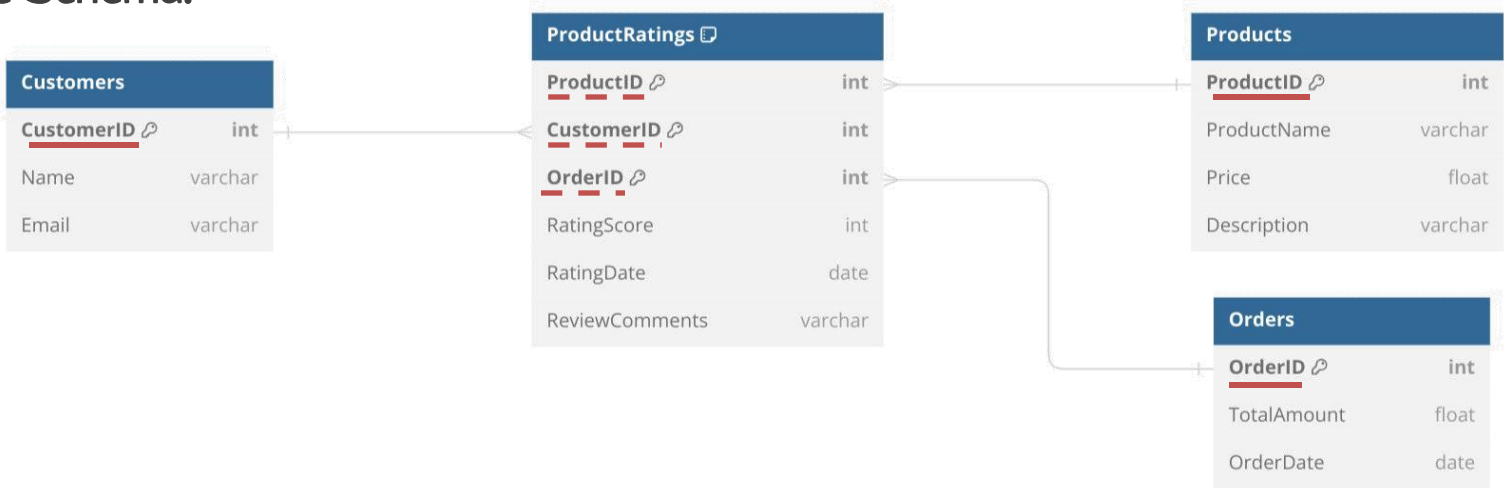 Schema:
Customers
CustomerID int
Name varchar
Email varchar
ProductRatings
ProductID int
CustomerID int
OrderID int
RatingScore int
RatingDate date
ReviewComments varchar
Products
ProductID int
ProductName varchar
Price float
Description varchar
Orders
OrderID int
TotalAmount float
OrderDate date